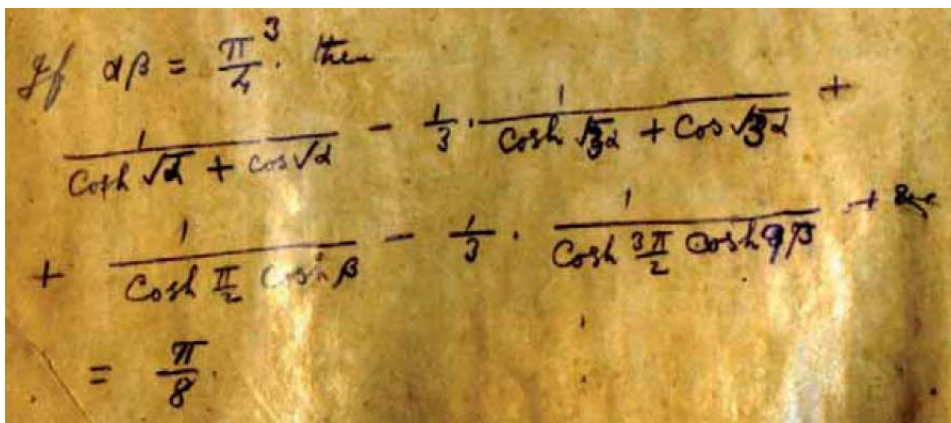 If αβ = π³/4. then
1/(Cosh √α + cos √α) − 1/3 · 1/(Cosh √3α + Cos √3α) +
+ 1/(Cosh π/2 Cosh β) − 1/3 · 1/(Cosh 3π/2 Cosh 9β) + &c
= π/8.